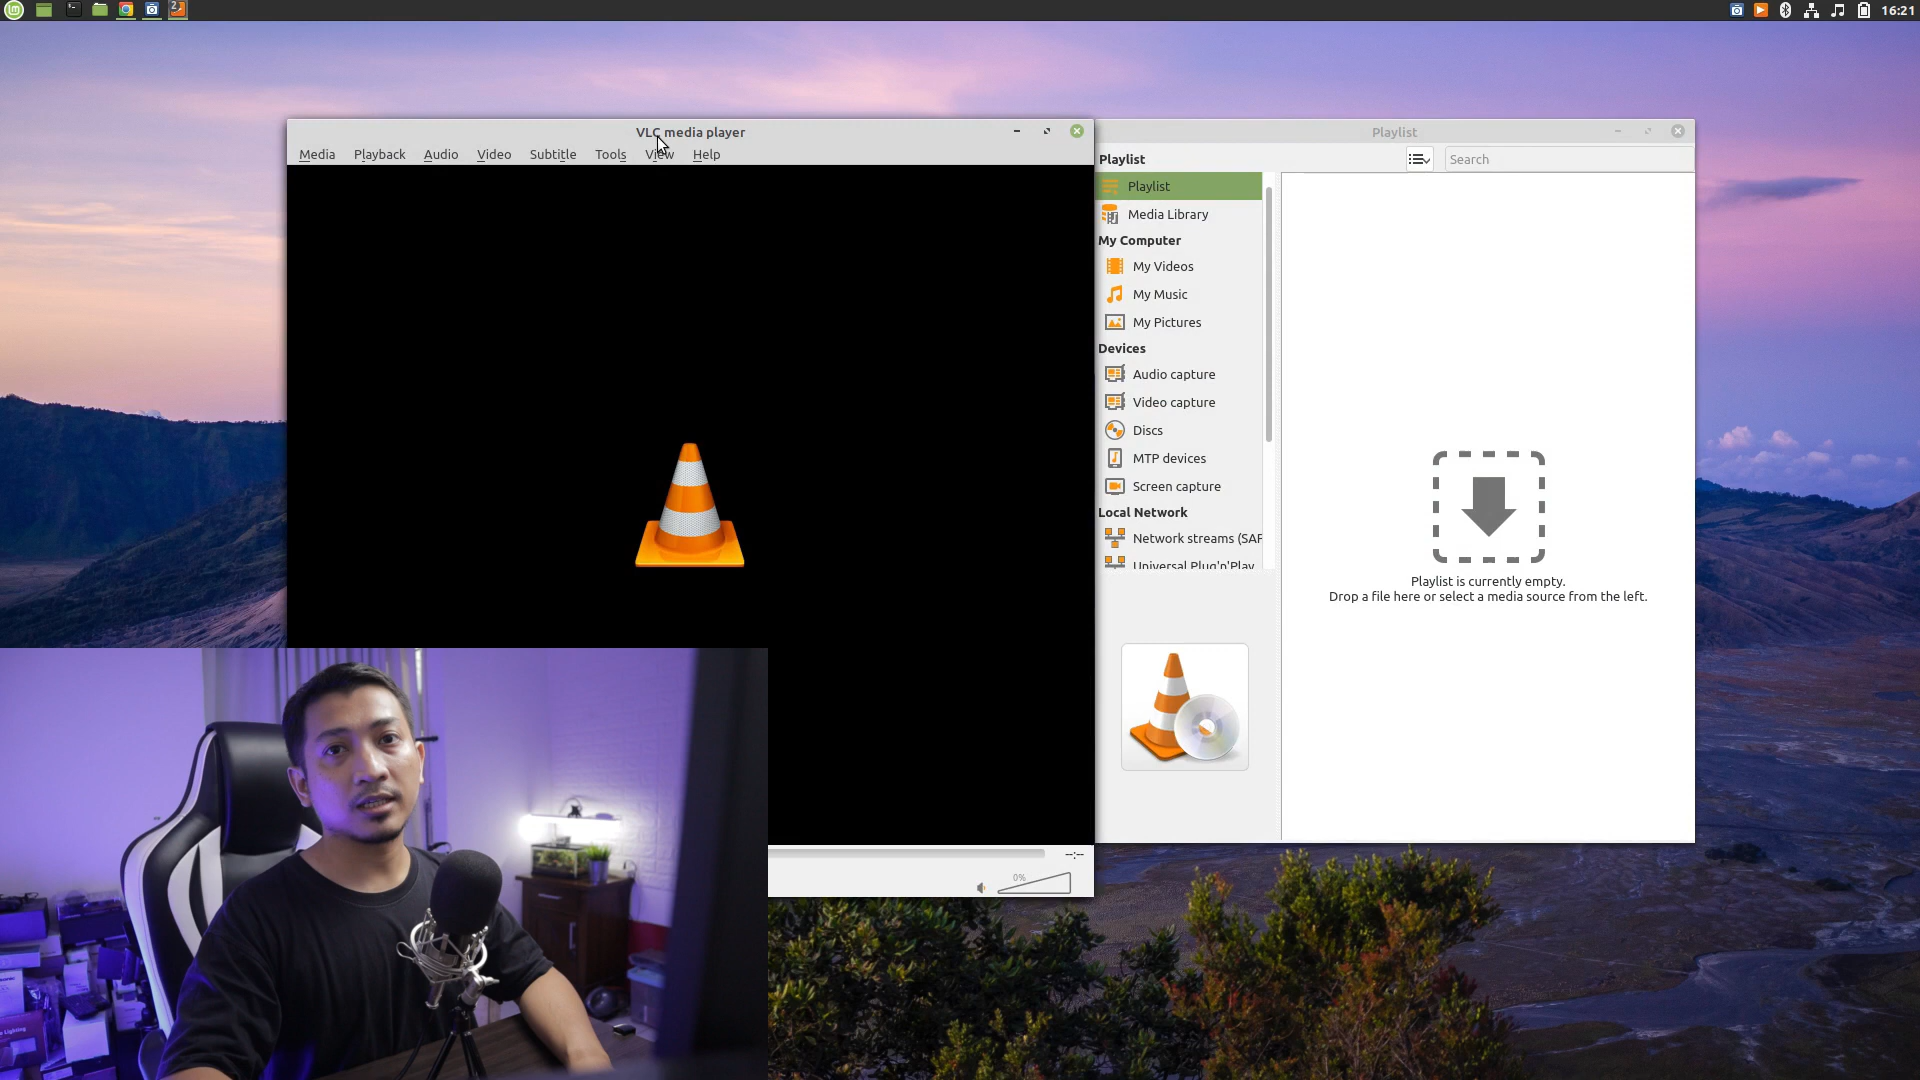 2
16:21
VLC media player
Media Playback Audio Video Subtitle Tools View Help
--:--
0%
Playlist
Playlist
Search
Playlist
Media Library
My Computer
My Videos
My Music
My Pictures
Devices
Audio capture
Video capture
Discs
MTP devices
Screen capture
Local Network
Network streams (SAP
Universal Plug'n'Play
Playlist is currently empty.
Drop a file here or select a media source from the left.
Lighting